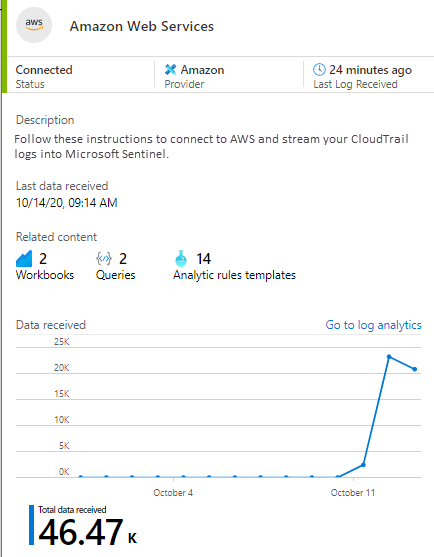 aws
Amazon Web Services
Connected
Status
Amazon
Provider
24 minutes ago
Last Log Received
Description
Follow these instructions to connect to AWS and stream your CloudTrail
logs into Microsoft Sentinel.
Last data received
10/14/20, 09:14 AM
Related content
2
Workbooks
2
Queries
14
Analytic rules templates
Data received
Go to log analytics
25K
20K
15K
10K
5K
0K
October 4
October 11
Total data received
46.47 K